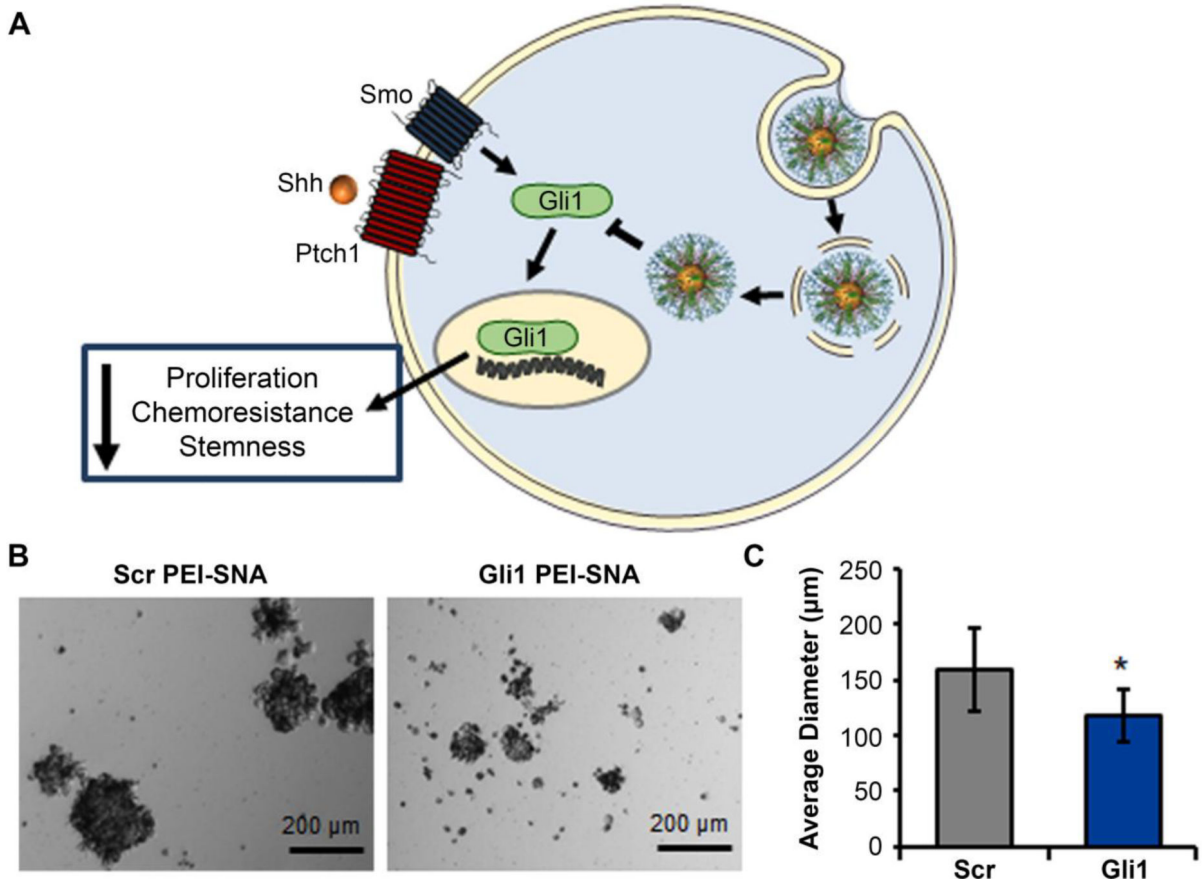 A
Smo
Shh
Ptch1
Gli1
Gli1
Proliferation
Chemoresistance
Stemness
B
Scr PEI-SNA
Gli1 PEI-SNA
200 µm
200 µm
C
Average Diameter (µm)
250
200
150
100
50
0
*
Scr
Gli1